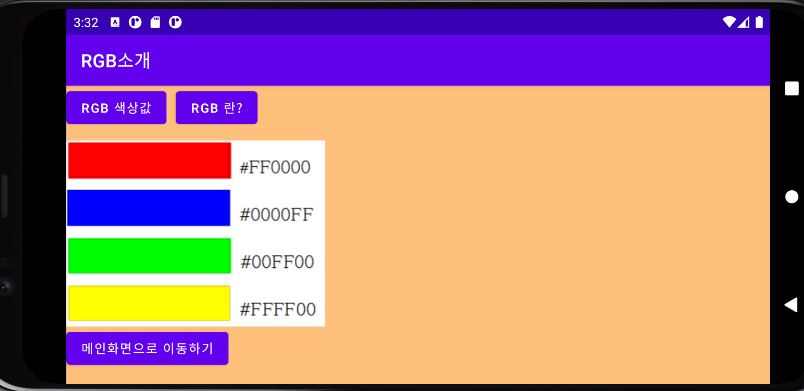 3:32
RGB소개
RGB 색상값 RGB 란?
#FF0000
#0000FF
#00FF00
#FFFF00
메인화면으로 이동하기